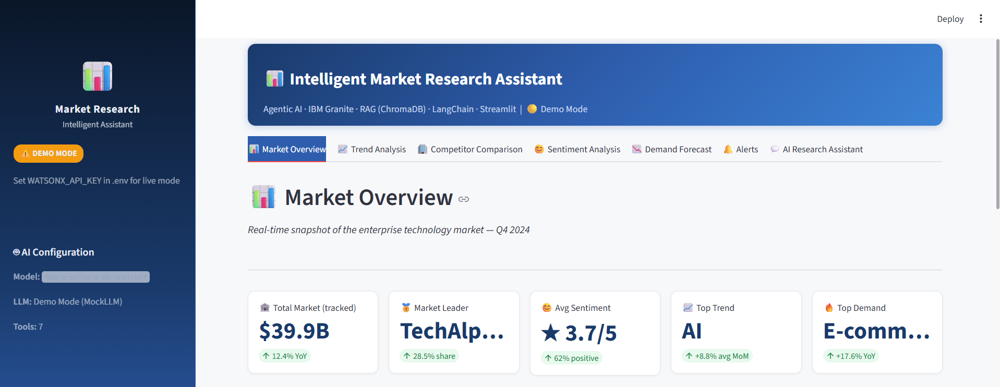 Deploy
Intelligent Market Research Assistant
Agentic AI · IBM Granite · RAG (ChromaDB) · LangChain · Streamlit | Demo Mode
Market Research
Intelligent Assistant
DEMO MODE
Set WATSONX_API_KEY in .env for live mode
AI Configuration
Model:
LLM: Demo Mode (MockLLM)
Tools: 7
Market Overview
Trend Analysis
Competitor Comparison
Sentiment Analysis
Demand Forecast
Alerts
AI Research Assistant
Market Overview
Real-time snapshot of the enterprise technology market — Q4 2024
Total Market (tracked)
$39.9B
↑ 12.4% YoY
Market Leader
TechAlp...
↑ 28.5% share
Avg Sentiment
★ 3.7/5
↑ 62% positive
Top Trend
AI
↑ +8.8% avg MoM
Top Demand
E-comm...
↑ +17.6% YoY